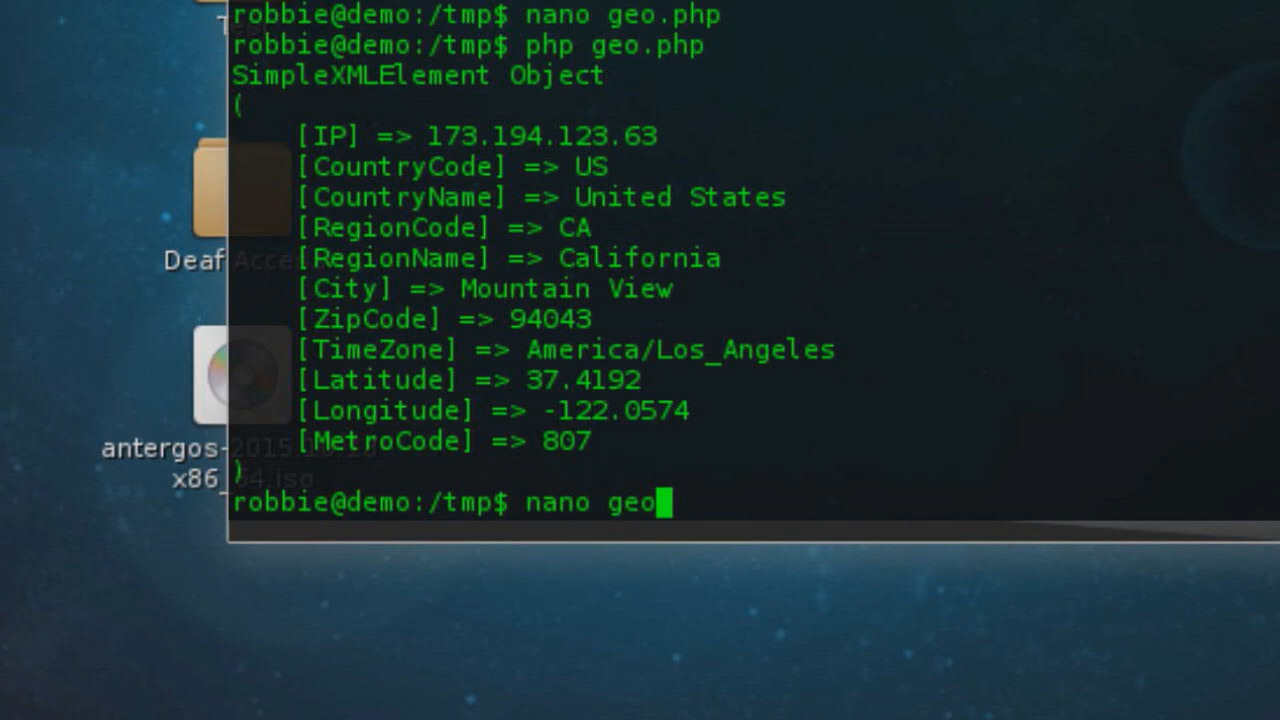 robbie@demo:/tmp$ nano geo.php
robbie@demo:/tmp$ php geo.php
SimpleXMLElement Object
(
[IP] => 173.194.123.63
[CountryCode] => US
[CountryName] => United States
[RegionCode] => CA
[RegionName] => California
[City] => Mountain View
[ZipCode] => 94043
[TimeZone] => America/Los_Angeles
[Latitude] => 37.4192
[Longitude] => -122.0574
[MetroCode] => 807
)
robbie@demo:/tmp$ nano geo
Deaf
antergos-
x86_64.iso